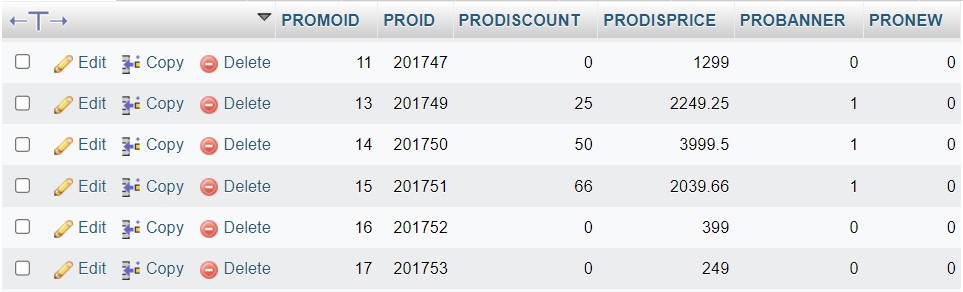 ←T→ PROMOID PROID PRODISCOUNT PRODISPRICE PROBANNER PRONEW
Edit Copy Delete 11 201747 0 1299 0 0
Edit Copy Delete 13 201749 25 2249.25 1 0
Edit Copy Delete 14 201750 50 3999.5 1 0
Edit Copy Delete 15 201751 66 2039.66 1 0
Edit Copy Delete 16 201752 0 399 0 0
Edit Copy Delete 17 201753 0 249 0 0